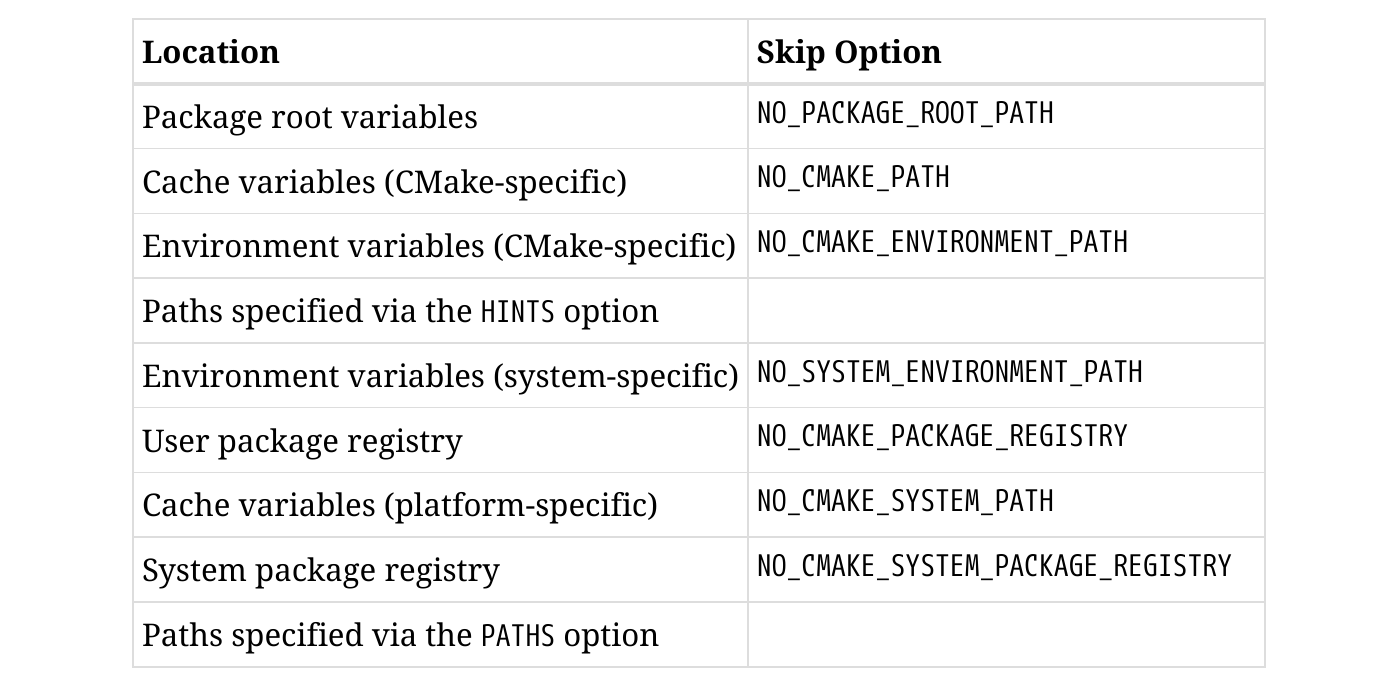 Location Skip Option
Package root variables NO_PACKAGE_ROOT_PATH
Cache variables (CMake-specific) NO_CMAKE_PATH
Environment variables (CMake-specific) NO_CMAKE_ENVIRONMENT_PATH
Paths specified via the HINTS option
Environment variables (system-specific) NO_SYSTEM_ENVIRONMENT_PATH
User package registry NO_CMAKE_PACKAGE_REGISTRY
Cache variables (platform-specific) NO_CMAKE_SYSTEM_PATH
System package registry NO_CMAKE_SYSTEM_PACKAGE_REGISTRY
Paths specified via the PATHS option